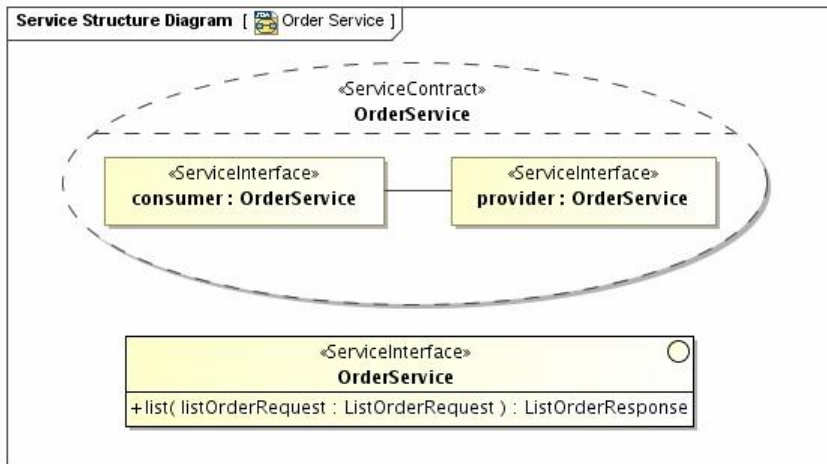 Service Structure Diagram [ Order Service ]
«ServiceContract»
OrderService
«ServiceInterface»
consumer : OrderService
«ServiceInterface»
provider : OrderService
«ServiceInterface»
OrderService
+list( listOrderRequest : ListOrderRequest ) : ListOrderResponse